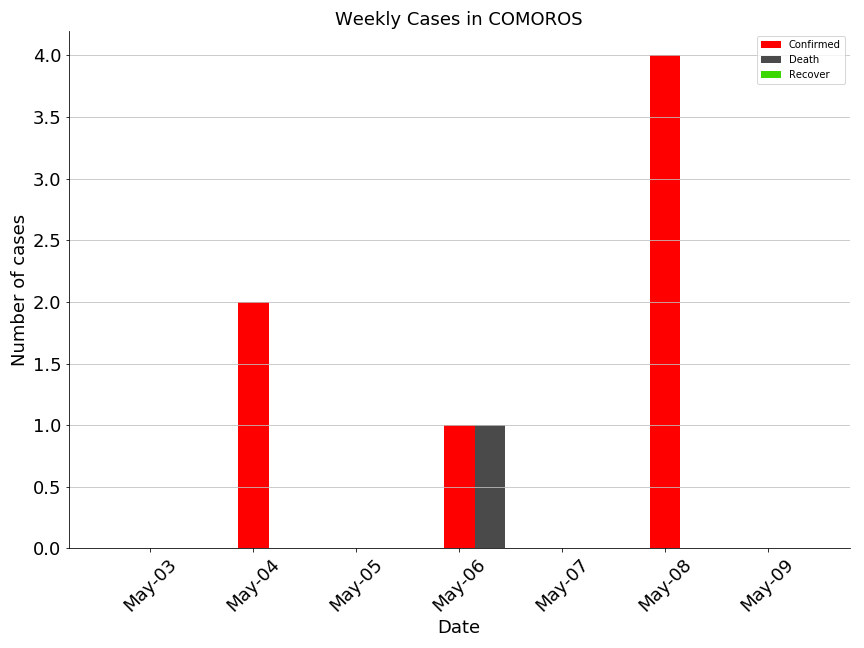 Weekly Cases in COMOROS
Confirmed
Death
Recover
Number of cases
4.0
3.5
3.0
2.5
2.0
1.5
1.0
0.5
0.0
May-03
May-04
May-05
May-06
May-07
May-08
May-09
Date